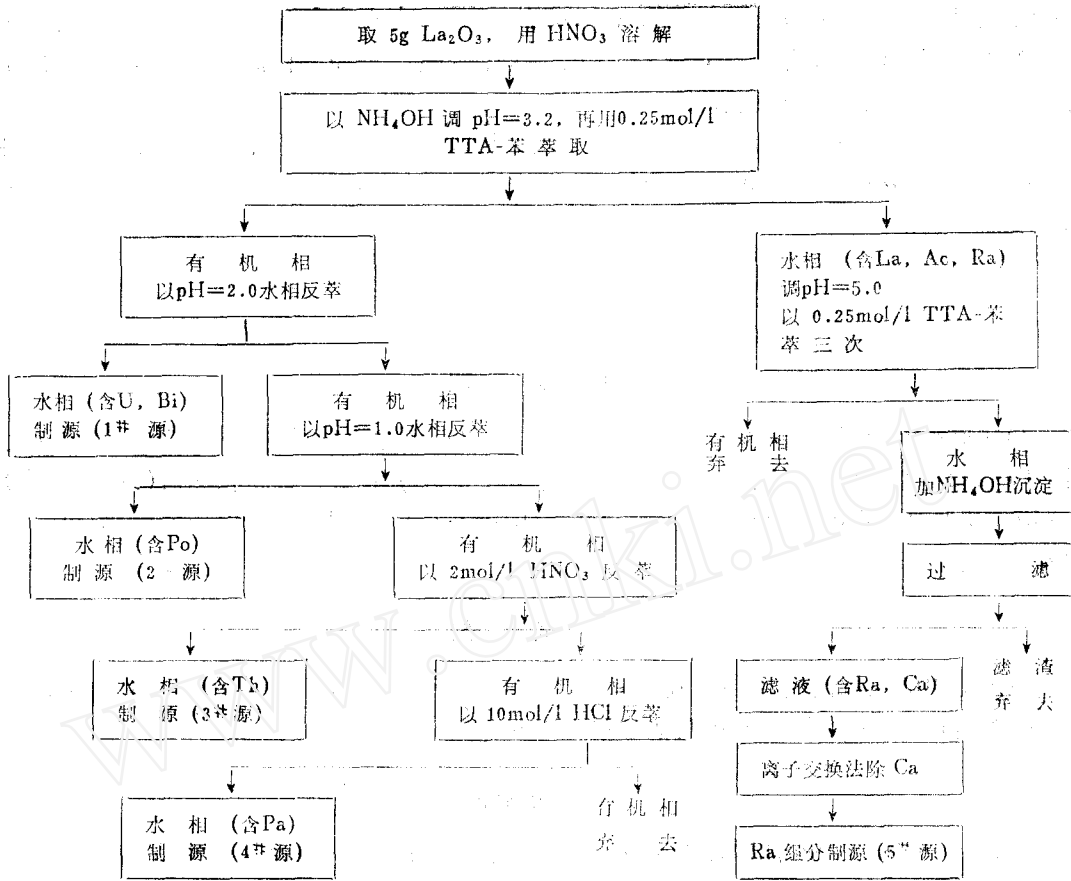 取 5g La₂O₃, 用 HNO₃ 溶解
以 NH₄OH 调 pH=3.2, 再用0.25mol/l
TTA-苯 萃 取
有 机 相
以pH=2.0水相反萃
水相 (含La, Ac, Ra)
调pH=5.0
以 0.25mol/l TTA-苯
萃 三 次
水相 (含U, Bi)
制 源 (1# 源)
有 机 相
以pH=1.0水相反萃
有 机 相
弃 去
水 相
加NH₄OH沉淀
水 相 (含Po)
制 源 (2 源)
有 机 相
以 2mol/l HNO₃ 反 萃
过 滤
水 相 (含Th)
制 源 (3#源)
有 机 相
以 10mol/l HCl 反萃
滤 液 (含Ra, Ca)
滤 渣
弃 去
离子交换法除 Ca
水 相 (含Pa)
制 源 (4#源)
有 机 相
弃 去
Ra 组分制源 (5# 源)
www.cnki.net